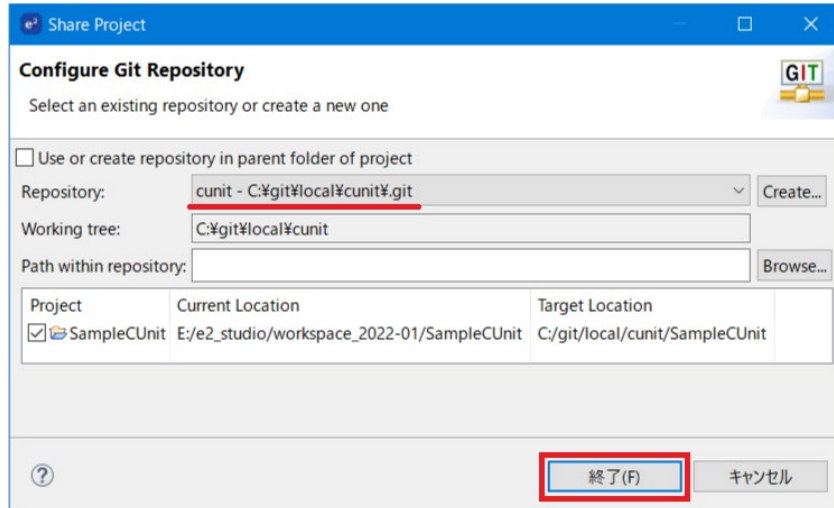 e² Share Project
Configure Git Repository
Select an existing repository or create a new one
GIT
Use or create repository in parent folder of project
Repository: cunit - C:¥git¥local¥cunit¥.git Create...
Working tree: C:¥git¥local¥cunit
Path within repository: Browse...
Project Current Location Target Location
SampleCUnit E:/e2_studio/workspace_2022-01/SampleCUnit C:/git/local/cunit/SampleCUnit
? 終了(F) キャンセル